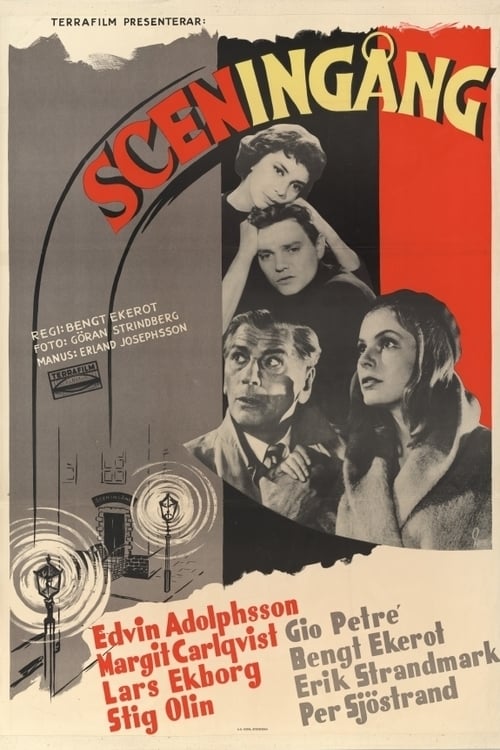 TERRAFILM PRESENTERAR:
SCENINGÅNG
REGI: BENGT EKEROT
FOTO: GÖRAN STRINDBERG
MANUS: ERLAND JOSEPHSSON
TERRAFILM
SCENINGÅNG
Edvin Adolphsson
Margit Carlqvist
Lars Ekborg
Stig Olin
Gio Petré
Bengt Ekerot
Erik Strandmark
Per Sjöstrand